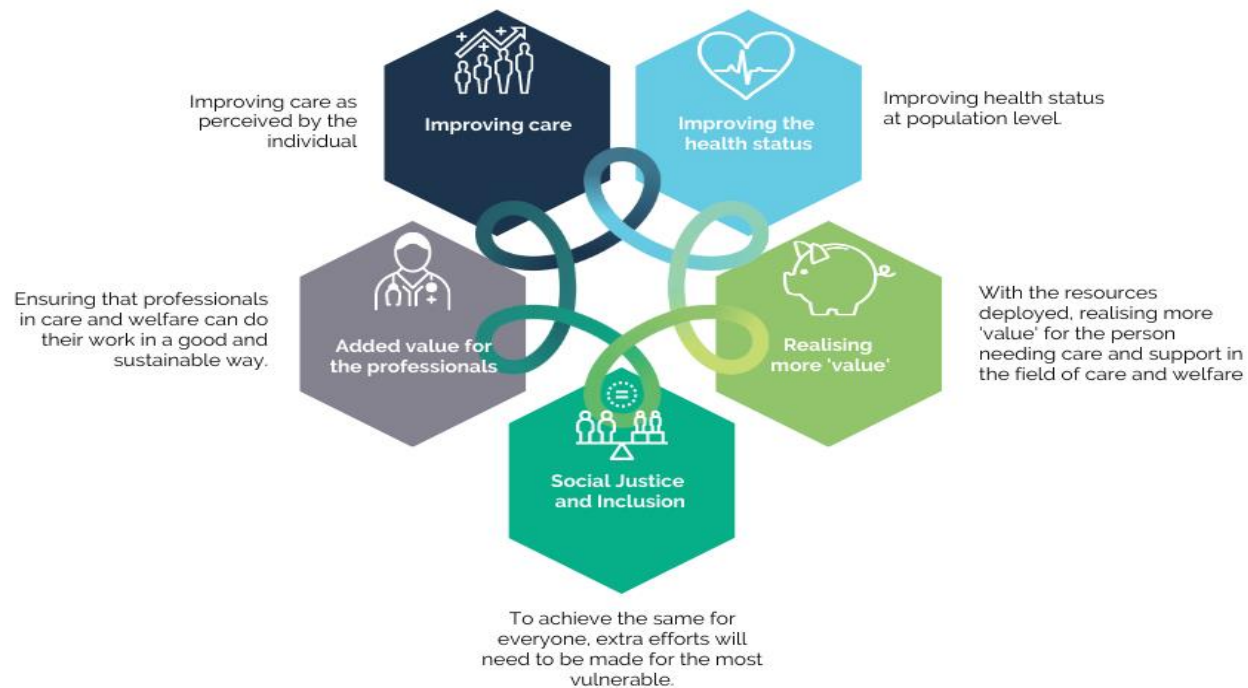 Improving care
Improving care as
perceived by the
individual
Improving the
health status
Improving health status
at population level.
Added value for
the professionals
Ensuring that professionals
in care and welfare can do
their work in a good and
sustainable way.
Realising
more 'value'
With the resources
deployed, realising more
'value' for the person
needing care and support in
the field of care and welfare
Social Justice
and Inclusion
To achieve the same for
everyone, extra efforts will
need to be made for the most
vulnerable.